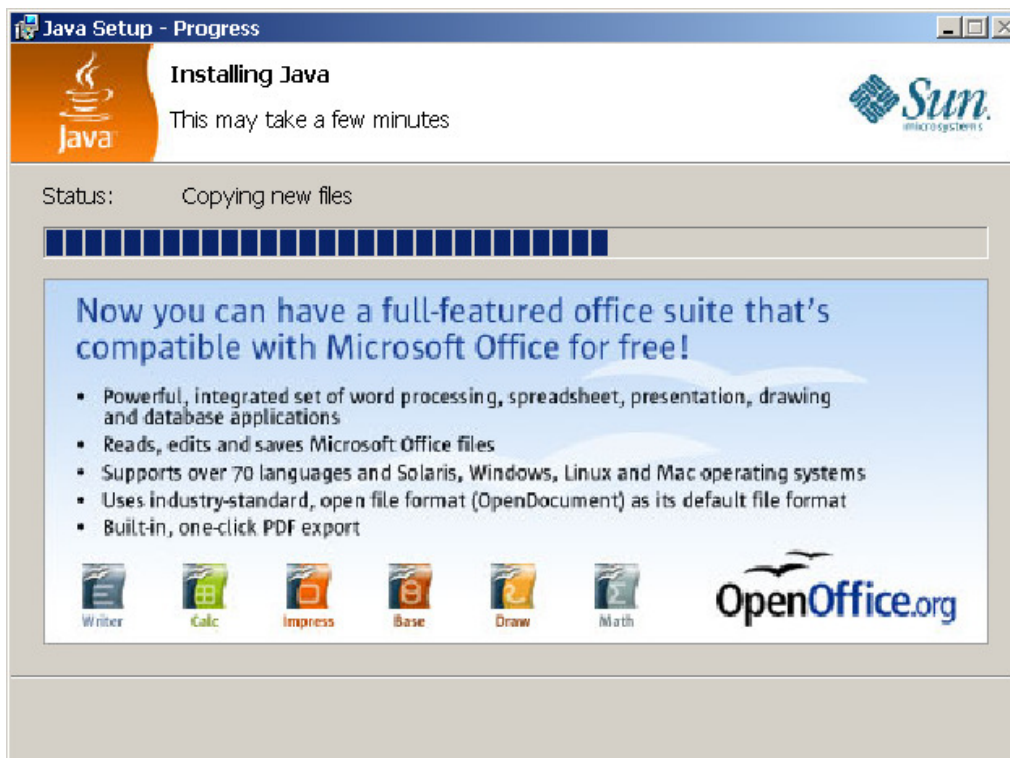 Java Setup - Progress
Java
Installing Java
This may take a few minutes
Sun
microsystems
Status: Copying new files
Now you can have a full-featured office suite that's
compatible with Microsoft Office for free!
• Powerful, integrated set of word processing, spreadsheet, presentation, drawing
and database applications
• Reads, edits and saves Microsoft Office files
• Supports over 70 languages and Solaris, Windows, Linux and Mac operating systems
• Uses industry-standard, open file format (OpenDocument) as its default file format
• Built-in, one-click PDF export
Writer Calc Impress Base Draw Math
OpenOffice.org